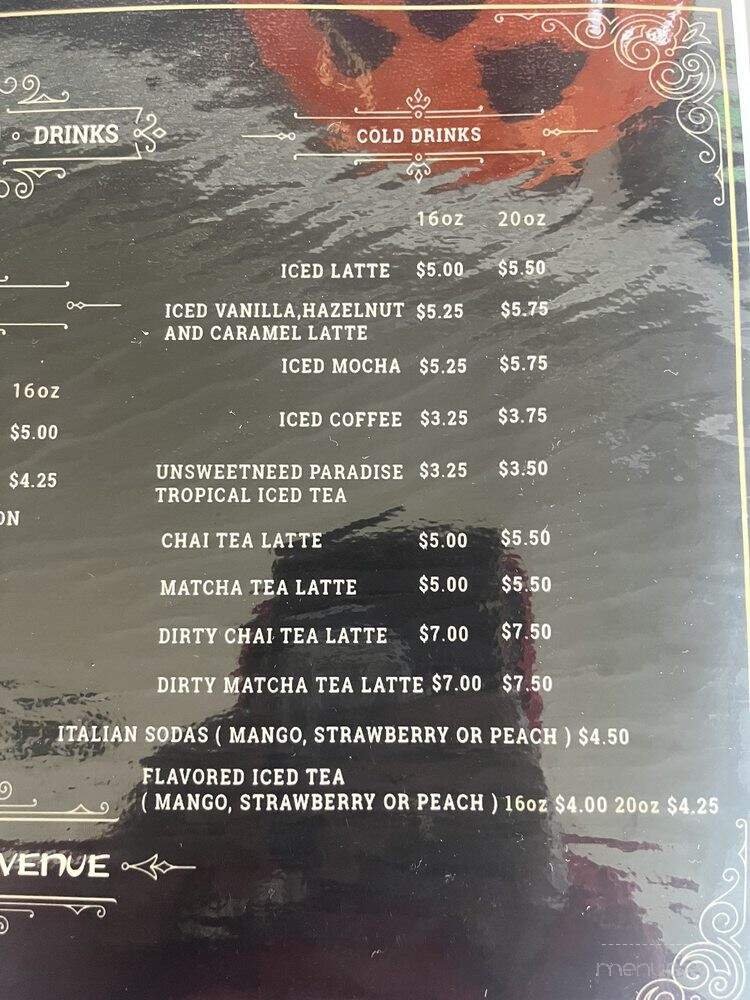 DRINKS
COLD DRINKS
16oz 20oz
ICED LATTE $5.00 $5.50
ICED VANILLA,HAZELNUT $5.25 $5.75
AND CARAMEL LATTE
ICED MOCHA $5.25 $5.75
ICED COFFEE $3.25 $3.75
UNSWEETNEED PARADISE $3.25 $3.50
TROPICAL ICED TEA
CHAI TEA LATTE $5.00 $5.50
MATCHA TEA LATTE $5.00 $5.50
DIRTY CHAI TEA LATTE $7.00 $7.50
DIRTY MATCHA TEA LATTE $7.00 $7.50
ITALIAN SODAS ( MANGO, STRAWBERRY OR PEACH ) $4.50
FLAVORED ICED TEA
( MANGO, STRAWBERRY OR PEACH ) 16oz $4.00 20oz $4.25
16oz
$5.00
$4.25
ON
VENUE